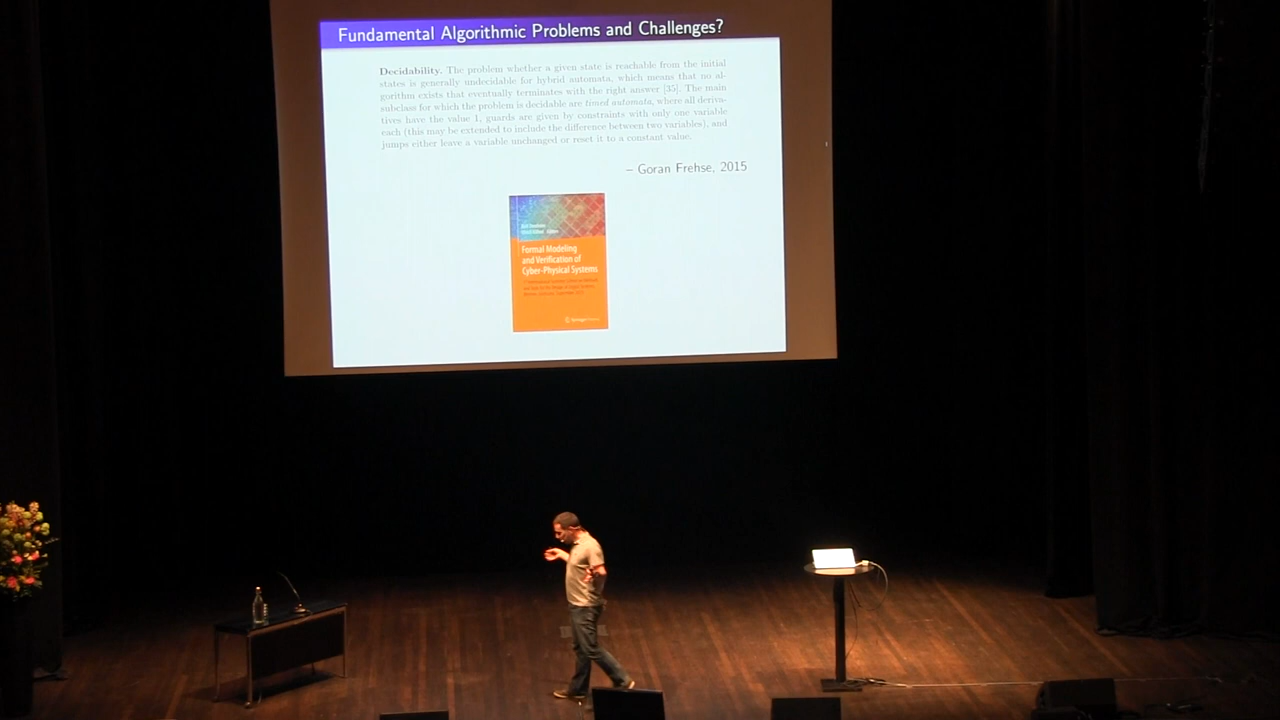 Fundamental Algorithmic Problems and Challenges?
Decidability. The problem whether a given state is reachable from the initial
states is generally undecidable for hybrid automata, which means that no al-
gorithm exists that eventually terminates with the right answer [35]. The main
subclass for which the problem is decidable are timed automata, where all deriva-
tives have the value 1, guards are given by constraints with only one variable
each (this may be extended to include the difference between two variables), and
jumps either leave a variable unchanged or reset it to a constant value.
– Goran Frehse, 2015
Formal Modeling
and Verification of
Cyber-Physical Systems
Springer